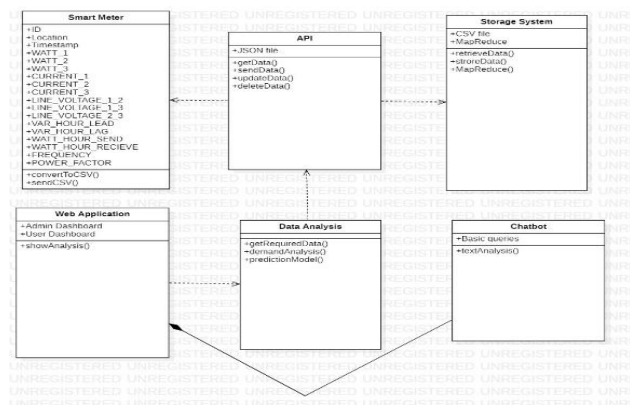 Smart Meter
+ID
+Location
+Timestamp
+WATT_1
+WATT_2
+WATT_3
+CURRENT_1
+CURRENT_2
+CURRENT_3
+LINE_VOLTAGE_1_2
+LINE_VOLTAGE_1_3
+LINE_VOLTAGE_2_3
+VAR_HOUR_LEAD
+VAR_HOUR_LAG
+WATT_HOUR_SEND
+WATT_HOUR_RECIEVE
+FREQUENCY
+POWER_FACTOR
+convertToCSV()
+sendCSV()
API
+JSON file
+getData()
+sendData()
+updateData()
+deleteData()
Storage System
+CSV file
+MapReduce
+retrieveData()
+stroreData()
+MapReduce()
Web Application
+Admin Dashboard
+User Dashboard
+showAnalysis()
Data Analysis
+getRequiredData()
+demandAnalysis()
+predictionModel()
Chatbot
+Basic queries
+textAnalysis()
UNREGISTERED